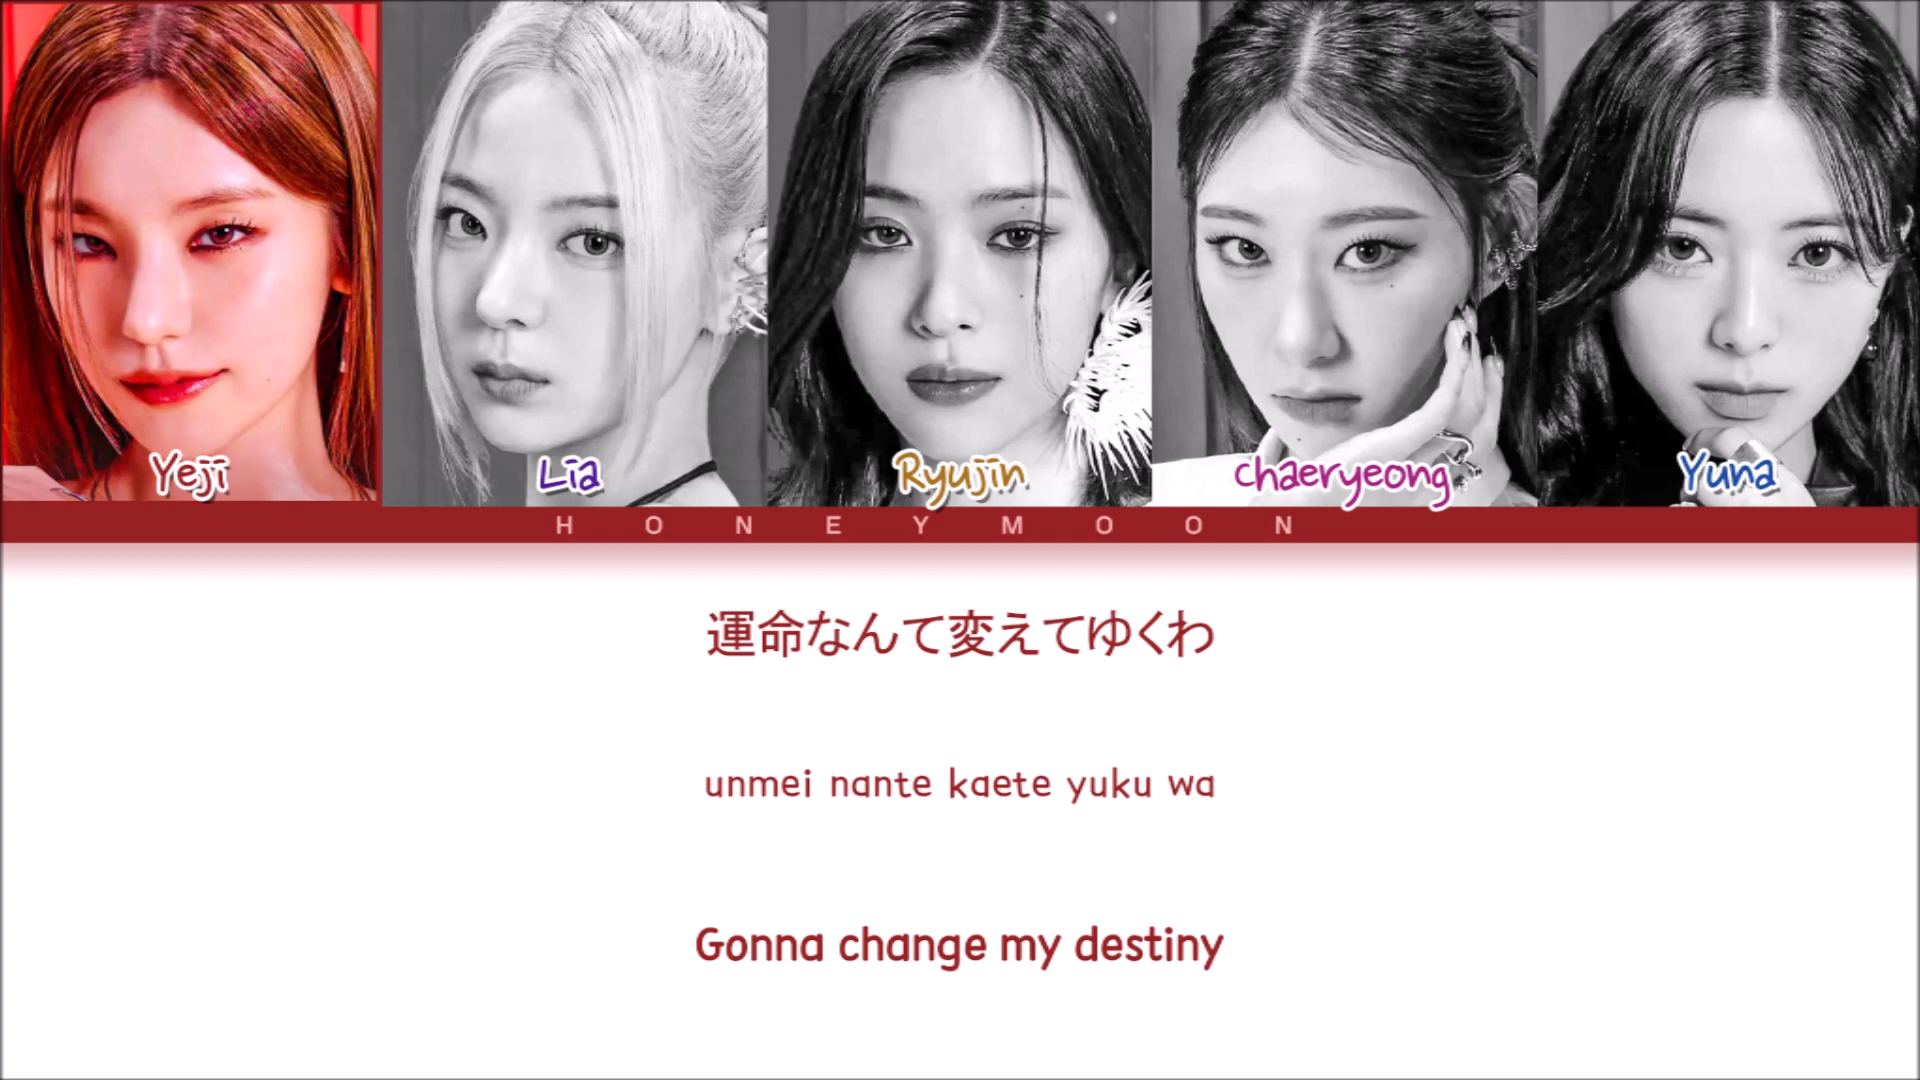 Yeji
Lia
Ryujin
chaeryeong
Yuna
HONEYMOON
運命なんて変えてゆくわ
unmei nante kaete yuku wa
Gonna change my destiny